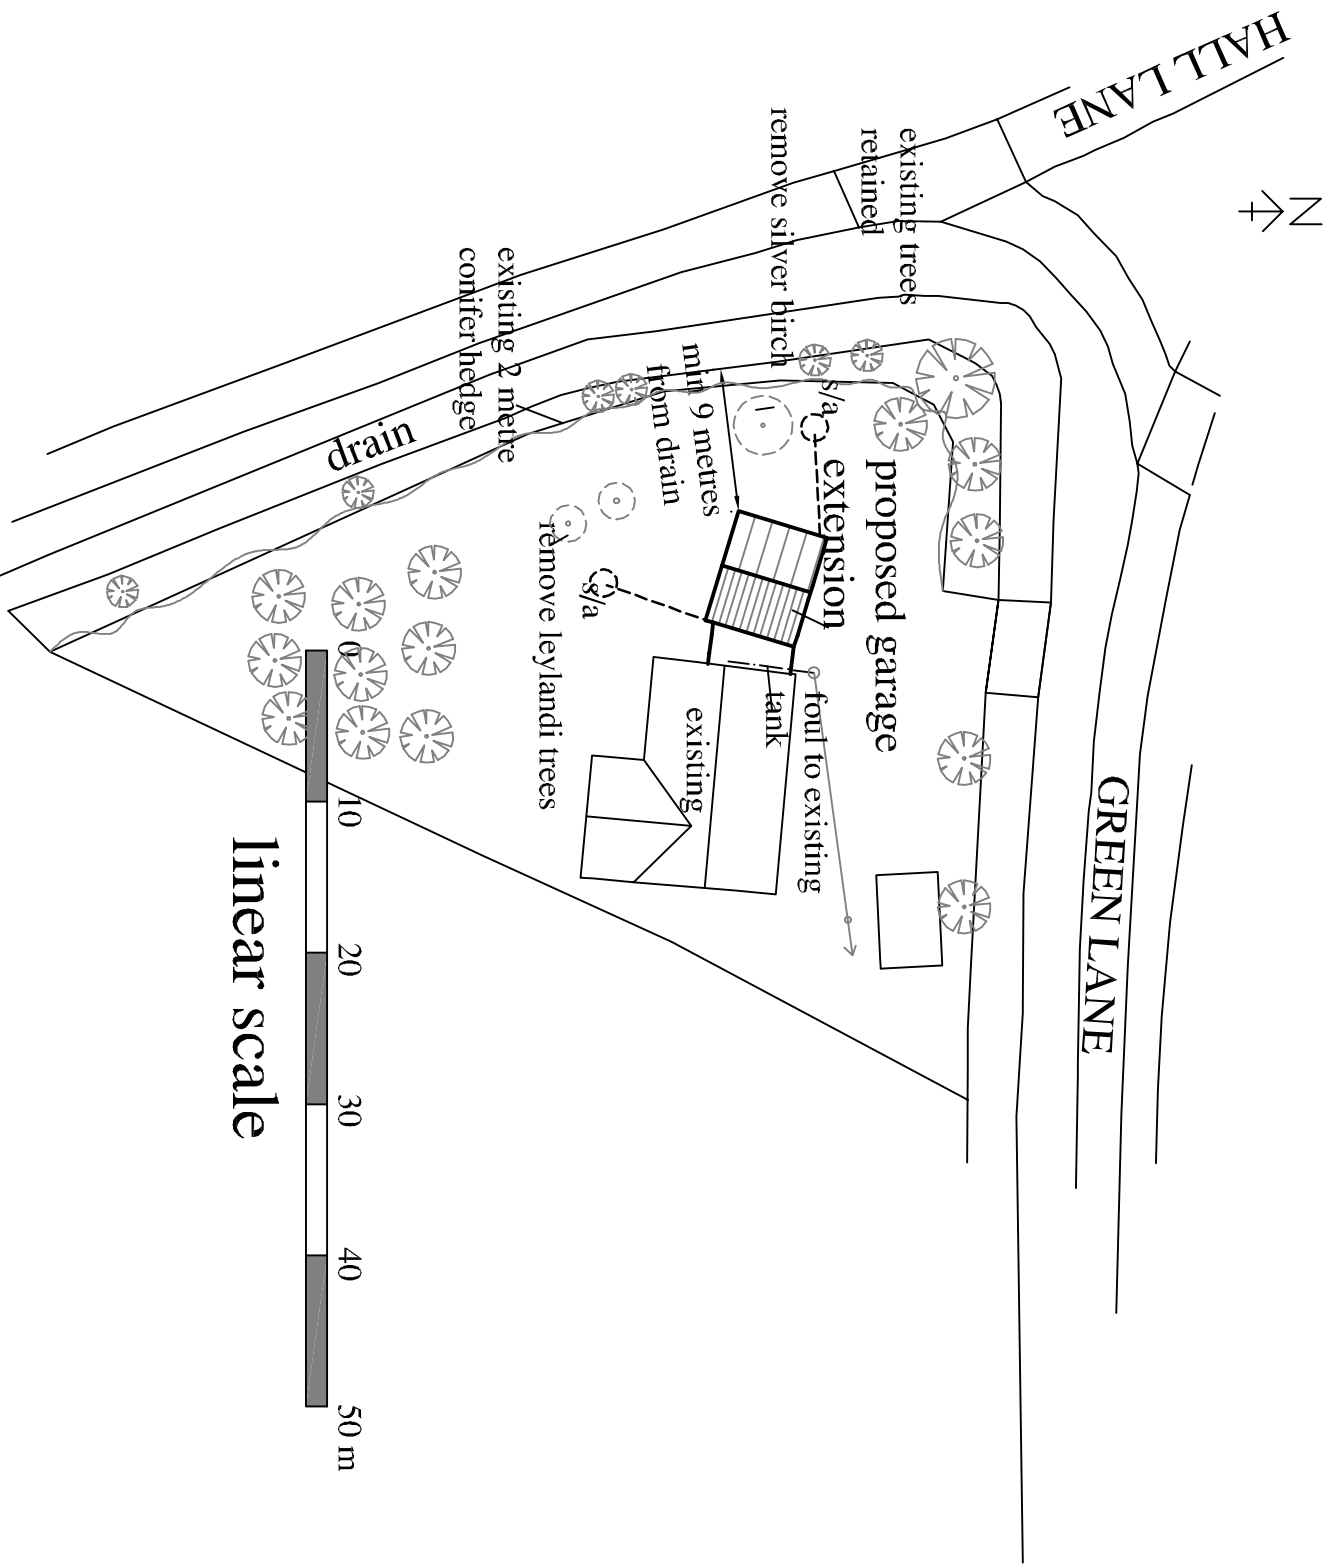 HALL LANE
N
existing trees
retained
remove silver birch
existing 2 metre
conifer hedge
min 9 metres
from drain
drain
s/a
proposed garage
extension
s/a
remove leylandi trees
tank
foul to existing
existing
GREEN LANE
0 10 20 30 40 50 m
linear scale